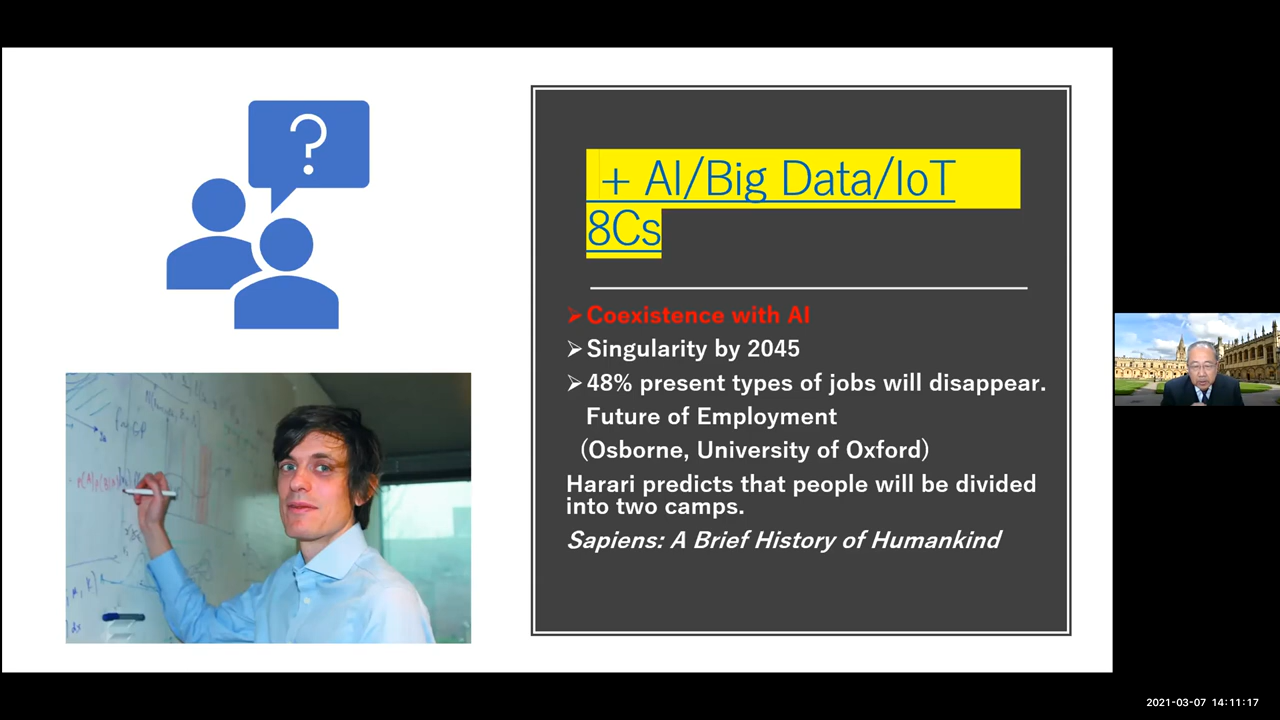 ?
+ AI/Big Data/IoT
8Cs
➢Coexistence with AI
➢Singularity by 2045
➢48% present types of jobs will disappear.
Future of Employment
(Osborne, University of Oxford)
Harari predicts that people will be divided
into two camps.
Sapiens: A Brief History of Humankind
2021-03-07 14:11:17